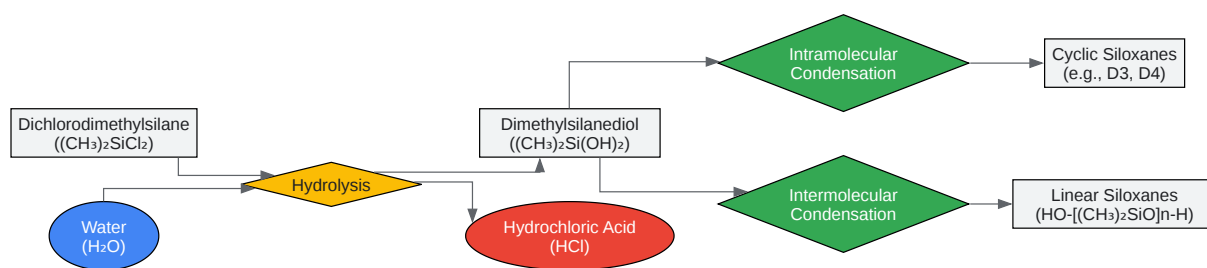 Dichlorodimethylsilane
((CH₃)₂SiCl₂)
Water
(H₂O)
Hydrolysis
Dimethylsilanediol
((CH₃)₂Si(OH)₂)
Hydrochloric Acid
(HCl)
Intramolecular
Condensation
Cyclic Siloxanes
(e.g., D3, D4)
Intermolecular
Condensation
Linear Siloxanes
(HO-[(CH₃)₂SiO]n-H)